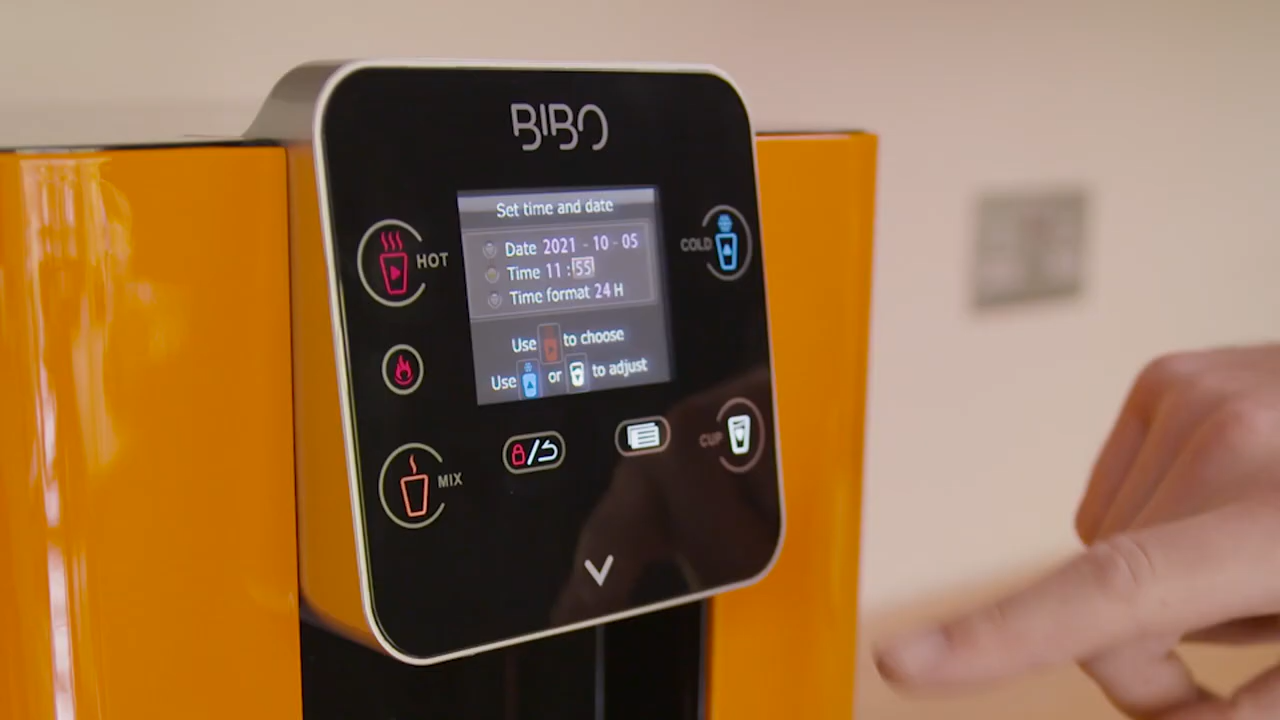 BIBO
Set time and date
Date 2021 - 10 - 05
Time 11 : 55
Time format 24 H
Use to choose
Use or to adjust
HOT
COLD
MIX
CUP